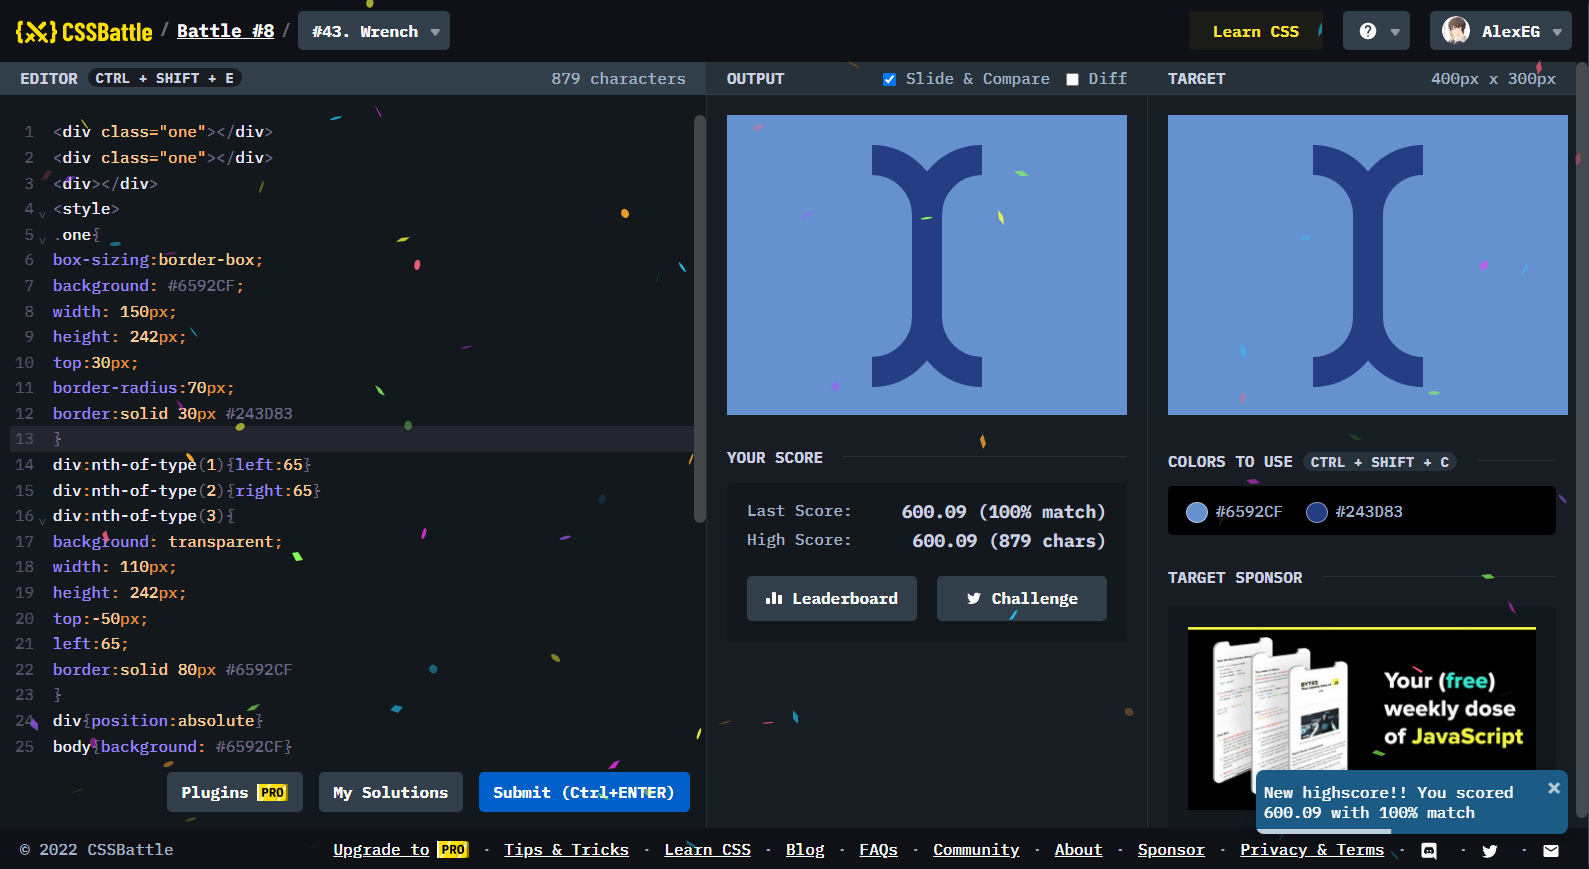 CSSBattle / Battle #8 / #43. Wrench
Learn CSS
AlexEG
EDITOR CTRL + SHIFT + E 879 characters
1 <div class="one"></div>
2 <div class="one"></div>
3 <div></div>
4 <style>
5 .one{
6 box-sizing:border-box;
7 background: #6592CF;
8 width: 150px;
9 height: 242px;
10 top:30px;
11 border-radius:70px;
12 border:solid 30px #243D83
13 }
14 div:nth-of-type(1){left:65}
15 div:nth-of-type(2){right:65}
16 div:nth-of-type(3){
17 background: transparent;
18 width: 110px;
19 height: 242px;
20 top:-50px;
21 left:65;
22 border:solid 80px #6592CF
23 }
24 div{position:absolute}
25 body{background: #6592CF}
Plugins PRO
My Solutions
Submit (Ctrl+ENTER)
OUTPUT Slide & Compare Diff
YOUR SCORE
Last Score: 600.09 (100% match)
High Score: 600.09 (879 chars)
Leaderboard
Challenge
TARGET 400px x 300px
COLORS TO USE CTRL + SHIFT + C
#6592CF #243D83
TARGET SPONSOR
Your (free)
weekly dose
of JavaScript
New highscore!! You scored
600.09 with 100% match
© 2022 CSSBattle
Upgrade to PRO · Tips & Tricks · Learn CSS · Blog · FAQs · Community · About · Sponsor · Privacy & Terms